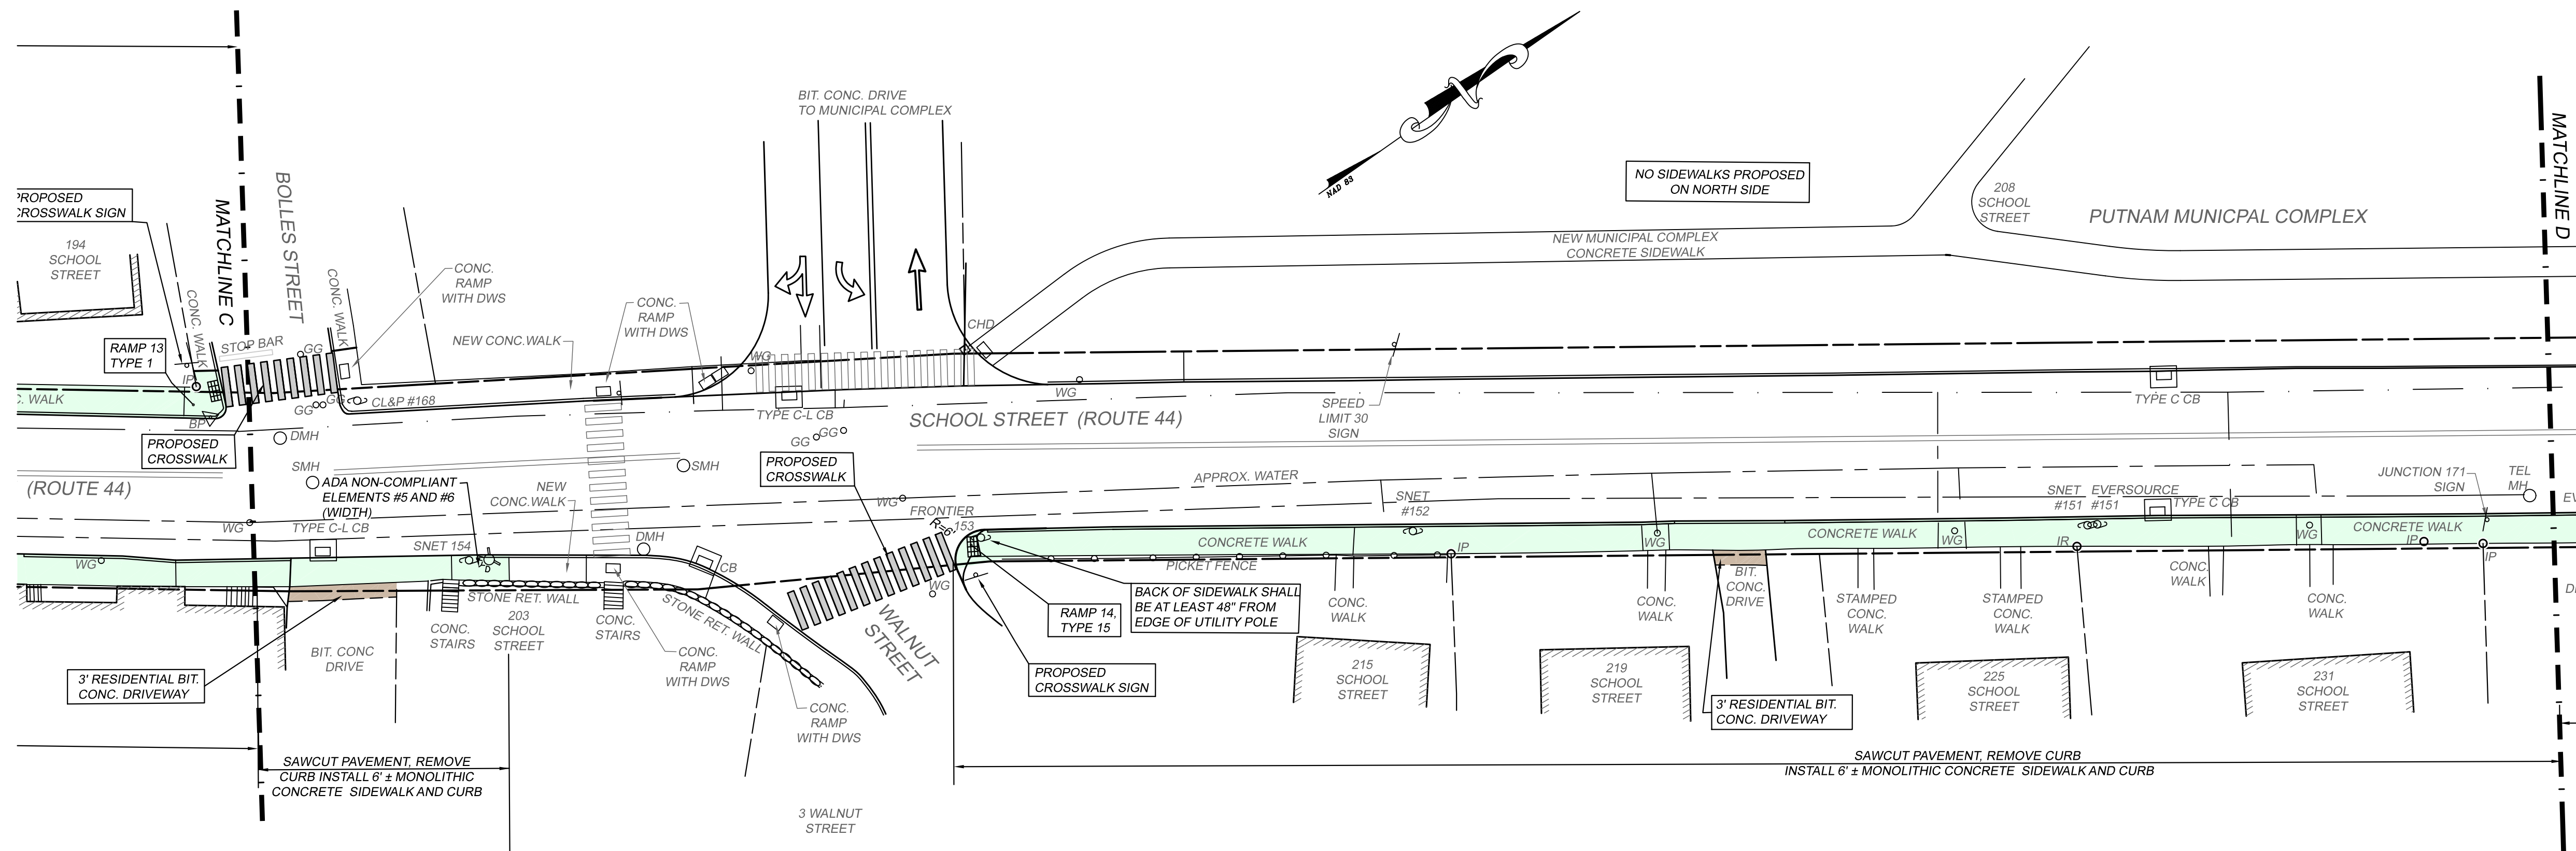 BIT. CONC. DRIVE
TO MUNICIPAL COMPLEX
NAD 83
NO SIDEWALKS PROPOSED
ON NORTH SIDE
208
SCHOOL
STREET
PUTNAM MUNICPAL COMPLEX
MATCHLINE D
PROPOSED
CROSSWALK SIGN
194
SCHOOL
STREET
CONC. WALK
MATCHLINE C
BOLLES STREET
CONC. WALK
CONC.
RAMP
WITH DWS
NEW CONC.WALK
CONC.
RAMP
WITH DWS
NEW MUNICIPAL COMPLEX
CONCRETE SIDEWALK
CHD
RAMP 13
TYPE 1
STOP BAR
GG
IP
WG
C. WALK
BP
GG
GG
CL&P #168
TYPE C-L CB
WG
SPEED
LIMIT 30
SIGN
TYPE C CB
SCHOOL STREET (ROUTE 44)
PROPOSED
CROSSWALK
DMH
GG
GG
SMH
SMH
PROPOSED
CROSSWALK
(ROUTE 44)
ADA NON-COMPLIANT
ELEMENTS #5 AND #6
(WIDTH)
NEW
CONC.WALK
APPROX. WATER
JUNCTION 171
SIGN
TEL
MH
WG
WG
TYPE C-L CB
FRONTIER
153
R=6'
SNET
#152
SNET
#151
EVERSOURCE
#151
TYPE C CB
EV
SNET 154
DMH
WG
CB
CONCRETE WALK
IP
WG
CONCRETE WALK
WG
IR
WG
CONCRETE WALK
IP
IP
PICKET FENCE
WG
STONE RET. WALL
STONE RET. WALL
WALNUT
STREET
CONC.
STAIRS
203
SCHOOL
STREET
CONC.
STAIRS
BIT. CONC
DRIVE
3' RESIDENTIAL BIT.
CONC. DRIVEWAY
CONC.
RAMP
WITH DWS
CONC.
RAMP
WITH DWS
RAMP 14,
TYPE 15
BACK OF SIDEWALK SHALL
BE AT LEAST 48" FROM
EDGE OF UTILITY POLE
PROPOSED
CROSSWALK SIGN
CONC.
WALK
CONC.
WALK
BIT.
CONC.
DRIVE
STAMPED
CONC.
WALK
STAMPED
CONC.
WALK
CONC.
WALK
CONC.
WALK
215
SCHOOL
STREET
219
SCHOOL
STREET
3' RESIDENTIAL BIT.
CONC. DRIVEWAY
225
SCHOOL
STREET
231
SCHOOL
STREET
SAWCUT PAVEMENT, REMOVE
CURB INSTALL 6' ± MONOLITHIC
CONCRETE SIDEWALK AND CURB
SAWCUT PAVEMENT, REMOVE CURB
INSTALL 6' ± MONOLITHIC CONCRETE SIDEWALK AND CURB
3 WALNUT
STREET